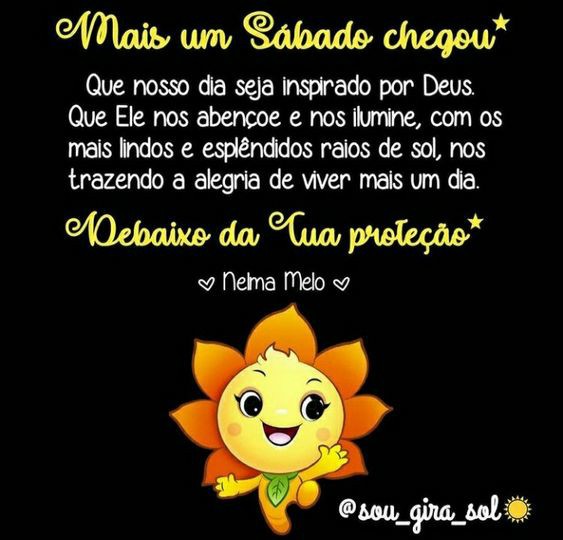 Mais um Sábado chegou
Que nosso dia seja inspirado por Deus.
Que Ele nos abençoe e nos ilumine, com os
mais lindos e esplêndidos raios de sol, nos
trazendo a alegria de viver mais um dia.
Debaixo da Tua proteção
Nelma Melo
@sou_gira_sol